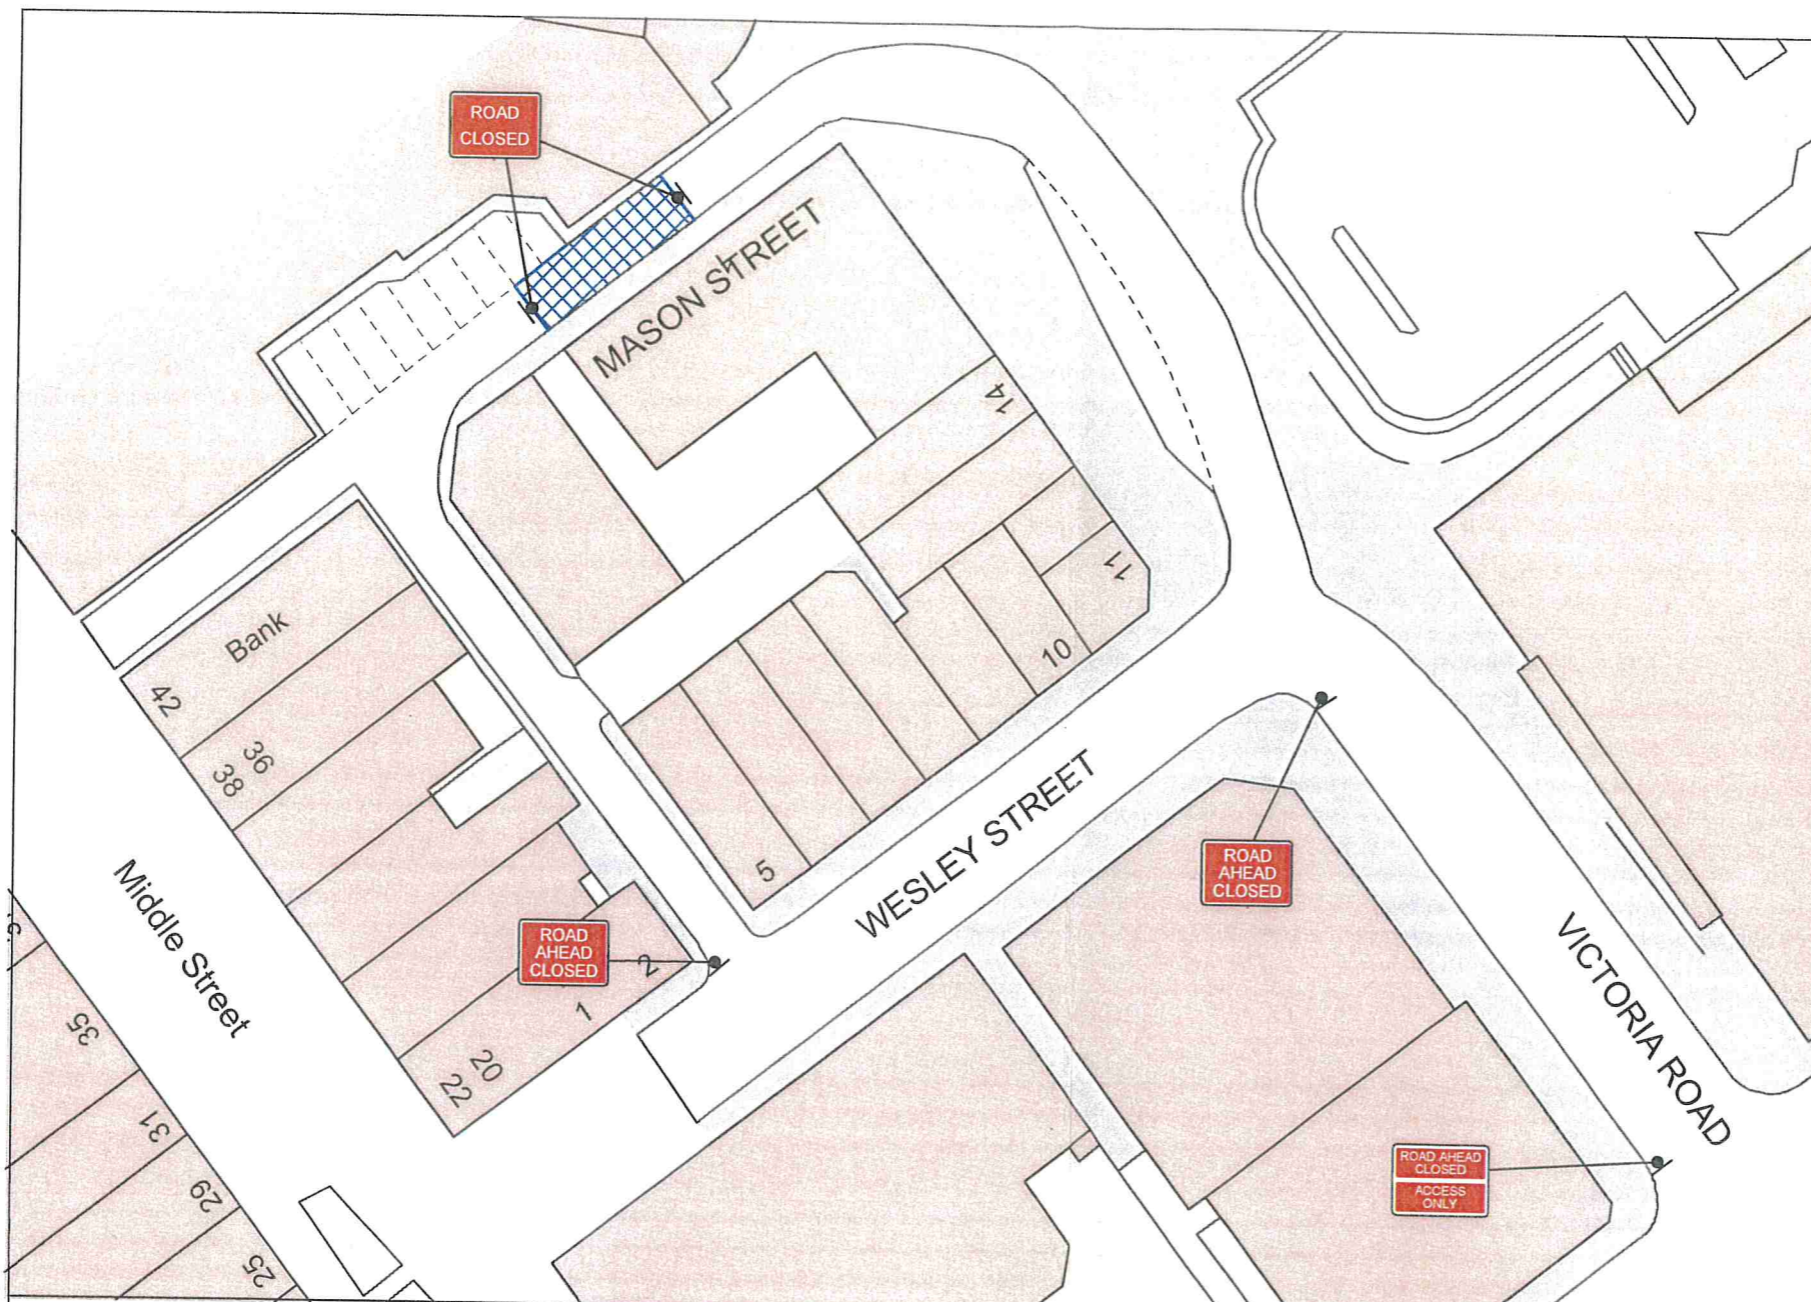 ROAD
CLOSED
MASON STREET
14
11
10
Bank
42
36
38
5
WESLEY STREET
ROAD
AHEAD
CLOSED
Middle Street
ROAD
AHEAD
CLOSED
2
1
20
22
VICTORIA ROAD
35
31
29
25
ROAD AHEAD
CLOSED
ACCESS
ONLY